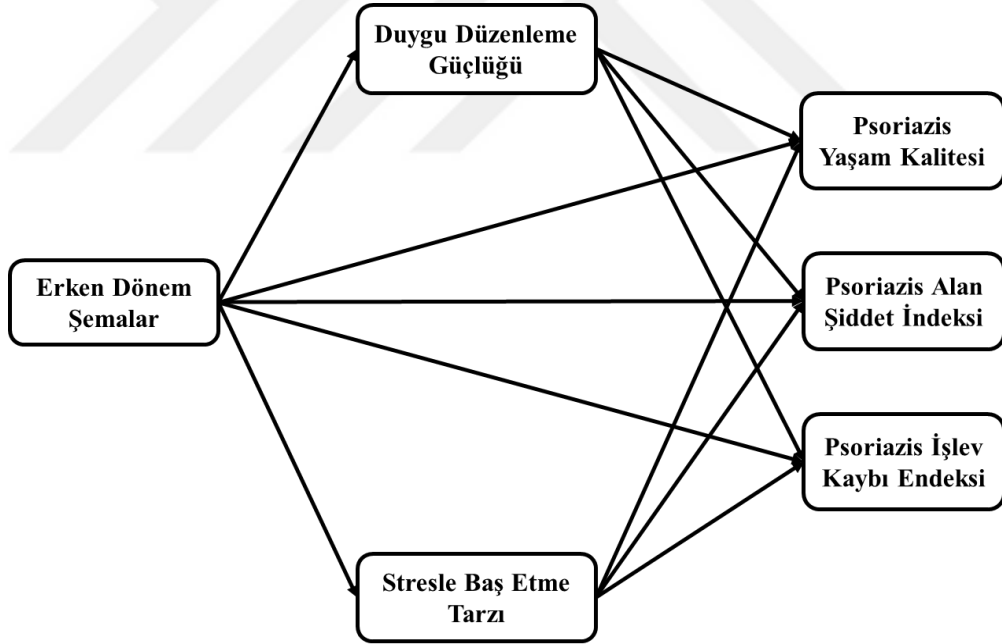 Duygu Düzenleme
Güçlüğü
Psoriazis
Yaşam Kalitesi
Erken Dönem
Şemalar
Psoriazis Alan
Şiddet İndeksi
Psoriazis İşlev
Kaybı Endeksi
Stresle Baş Etme
Tarzı